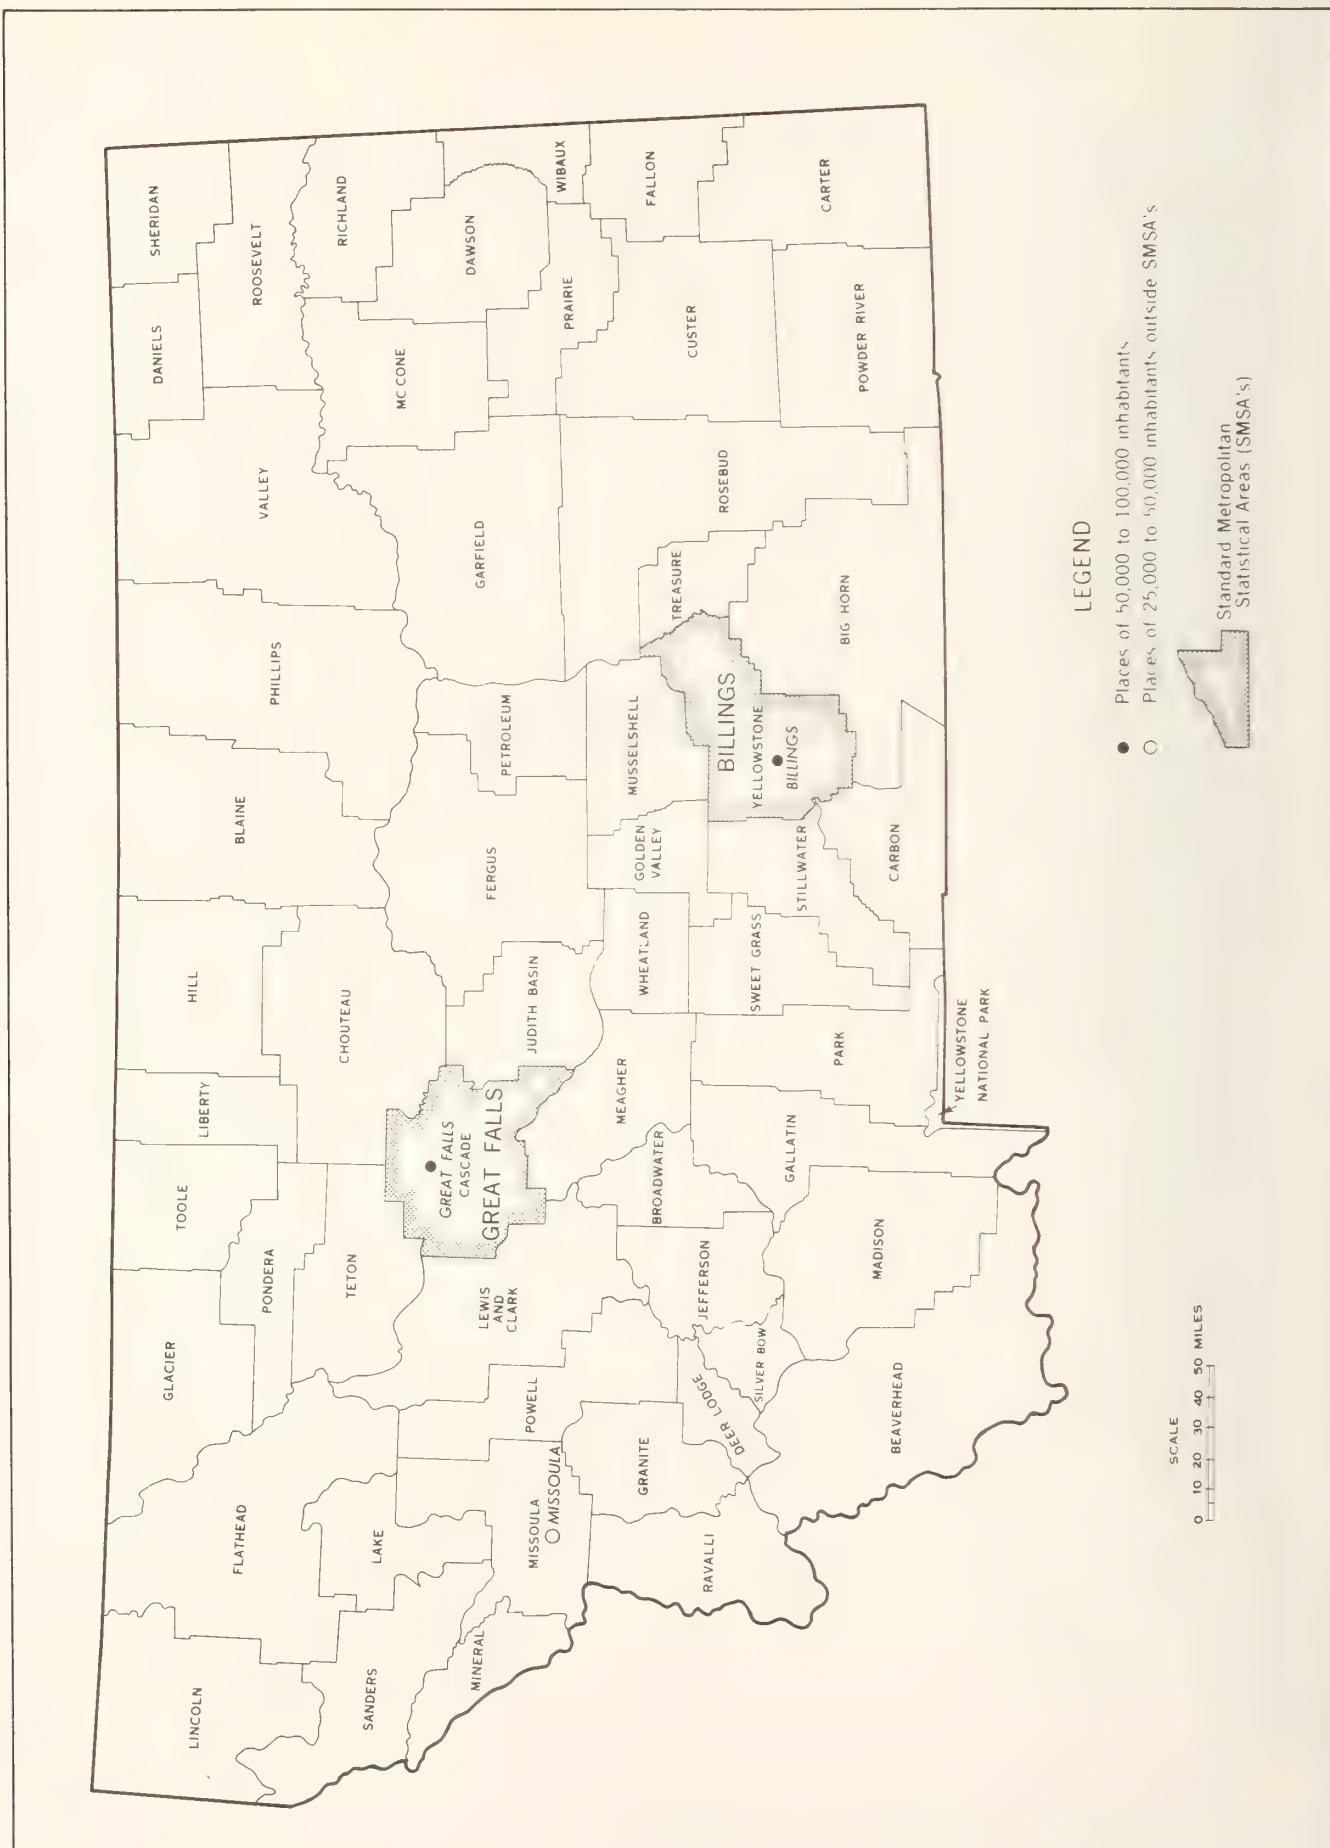 LINCOLN
FLATHEAD
GLACIER
TOOLE
LIBERTY
HILL
BLAINE
PHILLIPS
VALLEY
DANIELS
SHERIDAN
ROOSEVELT
RICHLAND
SANDERS
LAKE
PONDERA
TETON
CHOUTEAU
MC CONE
DAWSON
WIBAUX
MINERAL
MISSOULA
MISSOULA
POWELL
LEWIS
AND
CLARK
GREAT FALLS
CASCADE
GREAT FALLS
JUDITH BASIN
FERGUS
PETROLEUM
GARFIELD
PRAIRIE
FALLON
RAVALLI
GRANITE
DEER LODGE
SILVER BOW
JEFFERSON
BROADWATER
MEAGHER
WHEATLAND
GOLDEN
VALLEY
MUSSELSHELL
TREASURE
ROSEBUD
CUSTER
CARTER
BEAVERHEAD
MADISON
GALLATIN
PARK
SWEET GRASS
STILLWATER
BILLINGS
YELLOWSTONE
BILLINGS
CARBON
BIG HORN
POWDER RIVER
YELLOWSTONE
NATIONAL PARK
SCALE
0 10 20 30 40 50 MILES
LEGEND
Places of 50,000 to 100,000 inhabitants
Places of 25,000 to 50,000 inhabitants outside SMSA's
Standard Metropolitan
Statistical Areas (SMSA's)